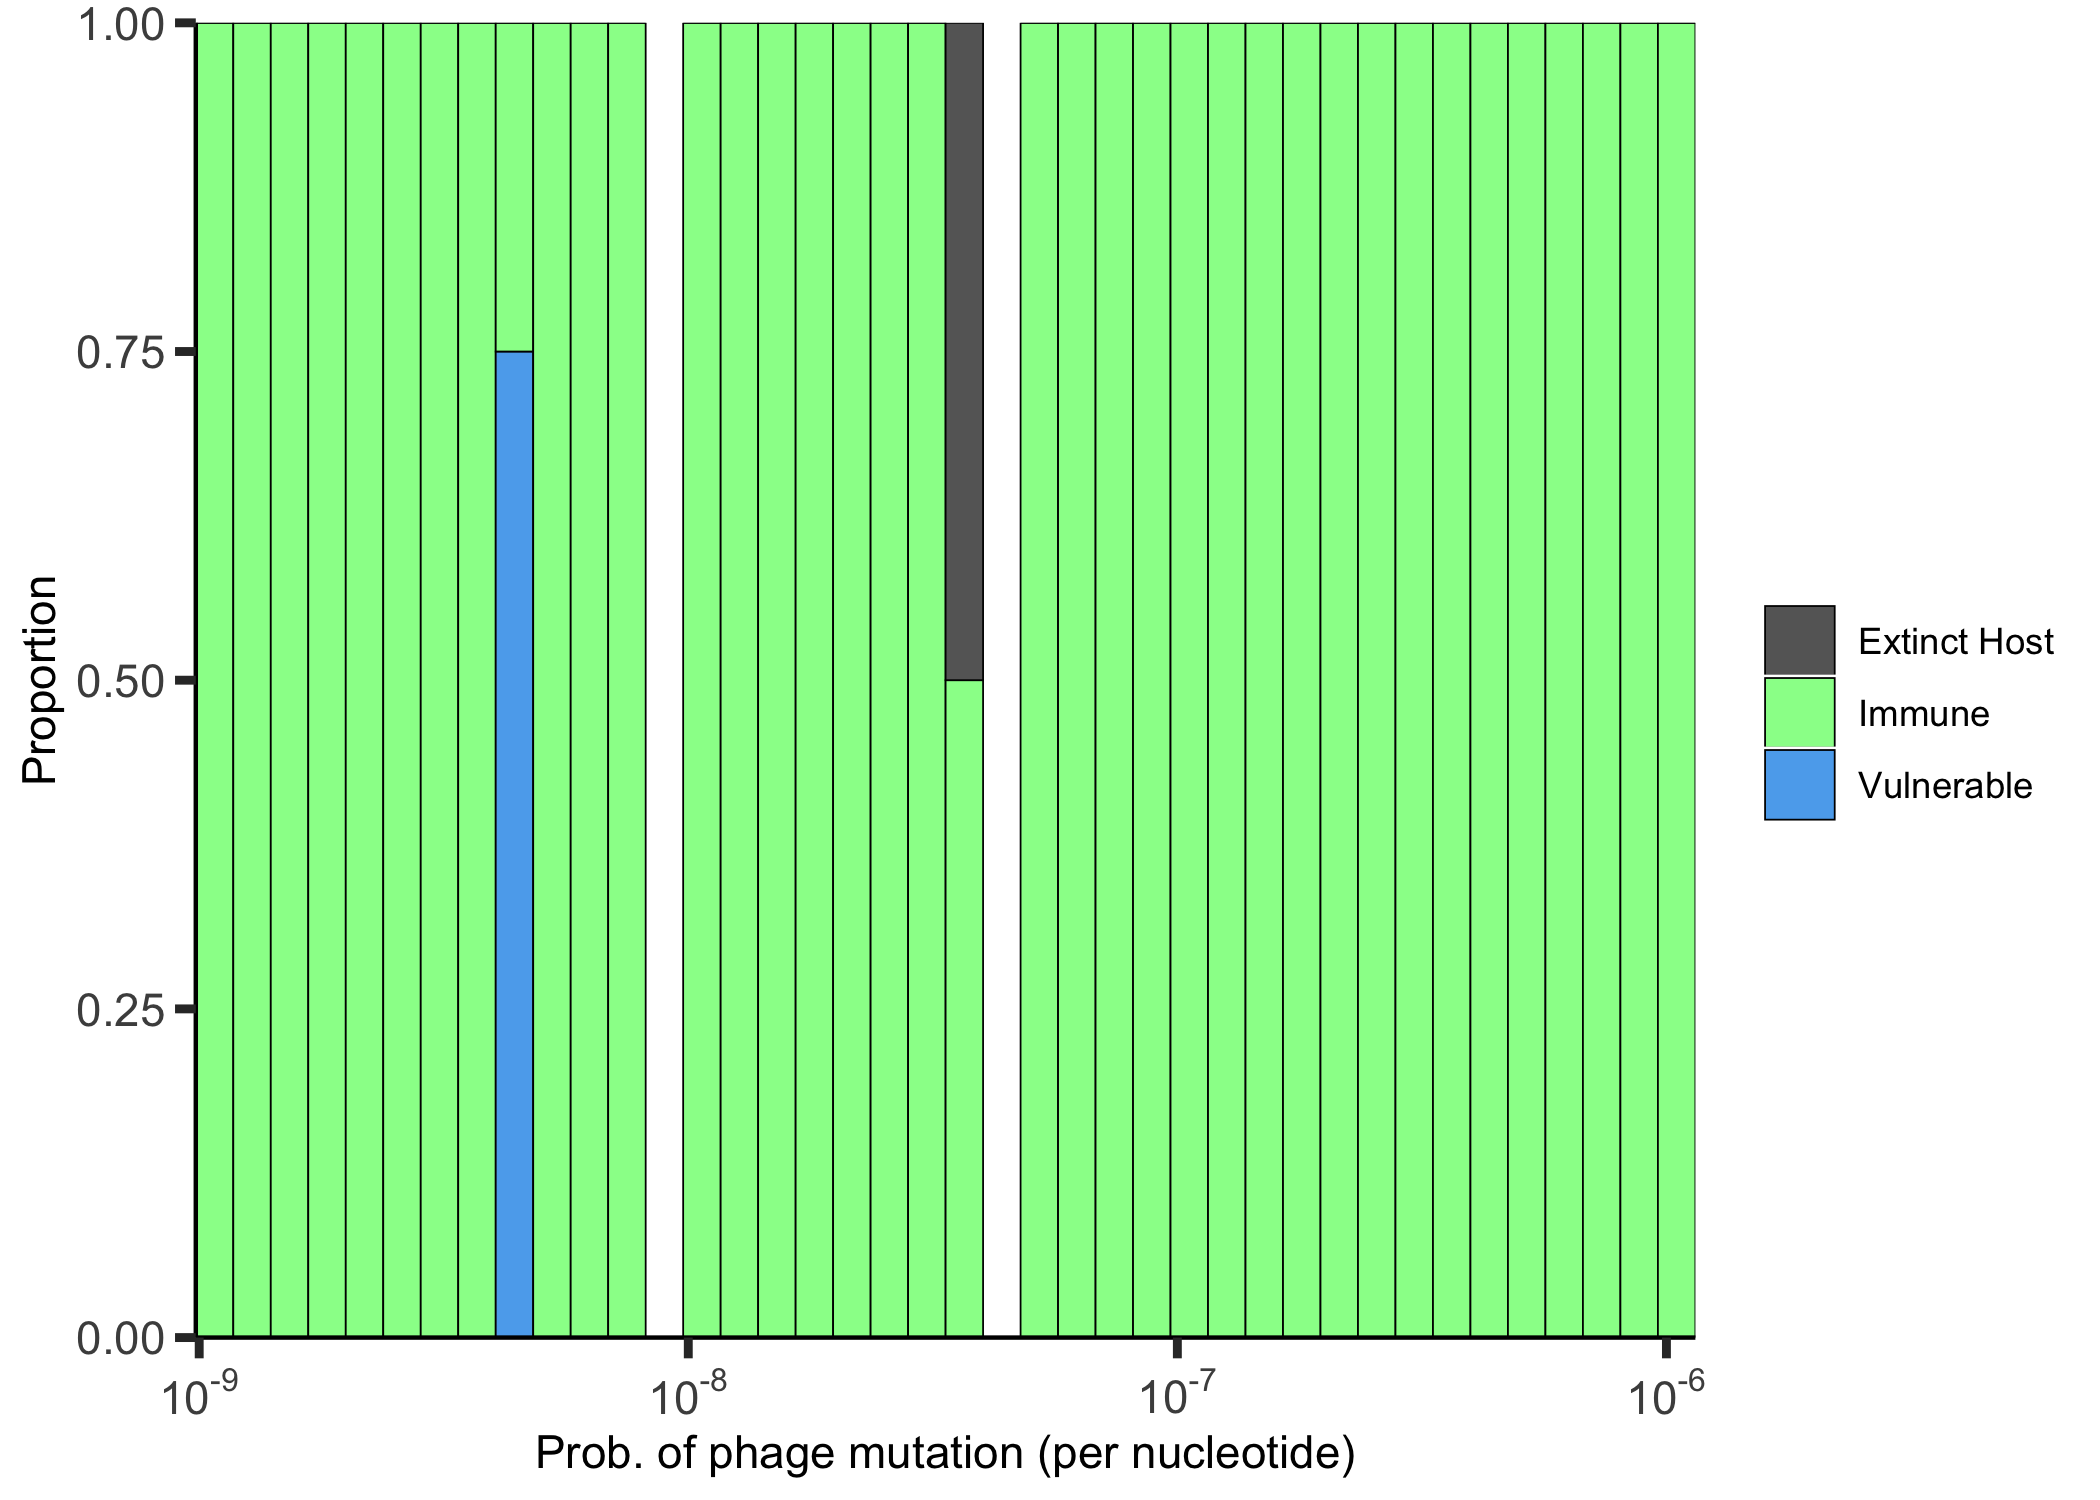 1.00
0.75
0.50
0.25
0.00
Proportion
10-9
10-8
10-7
10-6
Prob. of phage mutation (per nucleotide)
Extinct Host
Immune
Vulnerable